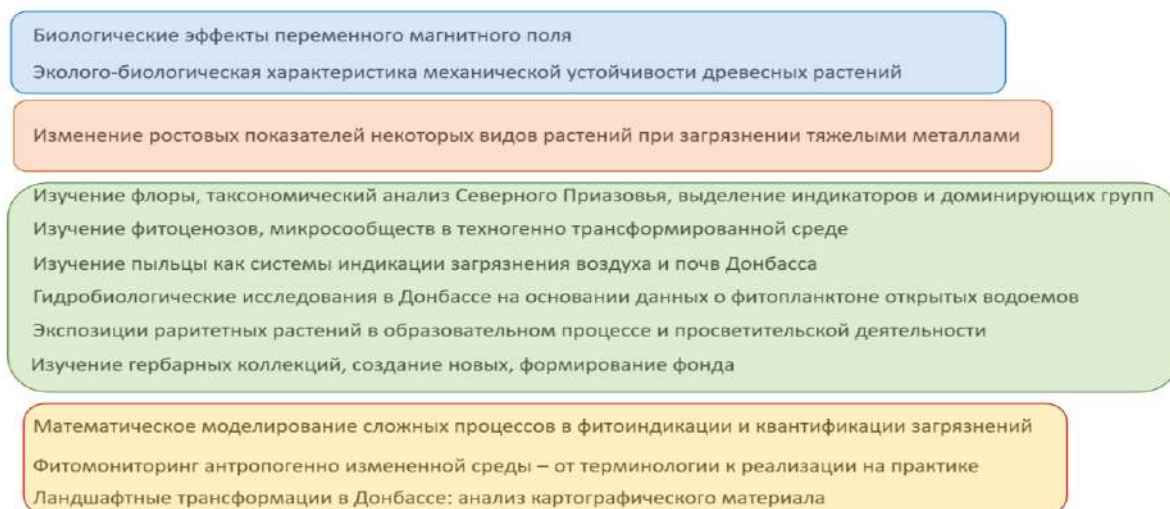 Биологические эффекты переменного магнитного поля
Эколого-биологическая характеристика механической устойчивости древесных растений
Изменение ростовых показателей некоторых видов растений при загрязнении тяжелыми металлами
Изучение флоры, таксономический анализ Северного Приазовья, выделение индикаторов и доминирующих групп
Изучение фитоценозов, микросообществ в техногенно трансформированной среде
Изучение пыльцы как системы индикации загрязнения воздуха и почв Донбасса
Гидробиологические исследования в Донбассе на основании данных о фитопланктоне открытых водоемов
Экспозиции раритетных растений в образовательном процессе и просветительской деятельности
Изучение гербарных коллекций, создание новых, формирование фонда
Математическое моделирование сложных процессов в фитоиндикации и квантификации загрязнений
Фитомониторинг антропогенно измененной среды – от терминологии к реализации на практике
Ландшафтные трансформации в Донбассе: анализ картографического материала